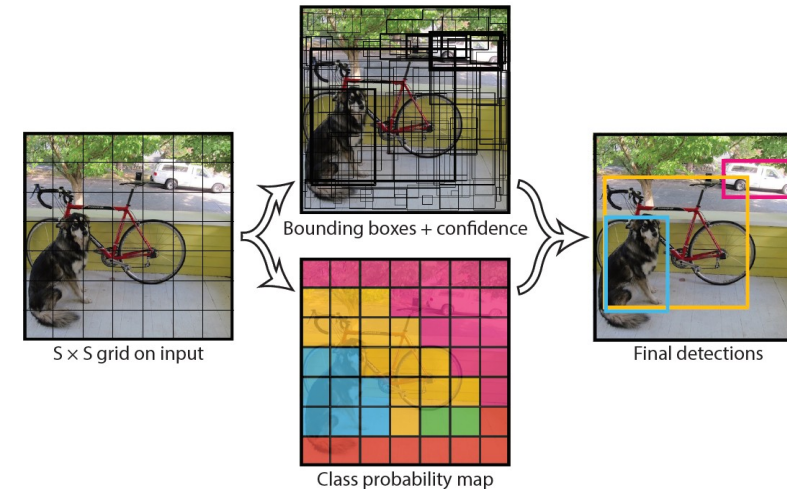 Bounding boxes + confidence
S × S grid on input
Final detections
Class probability map